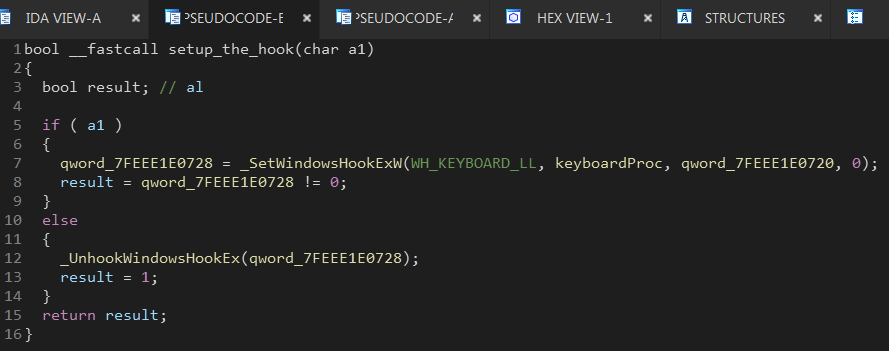 IDA VIEW-A × PSEUDOCODE-E × PSEUDOCODE-A × HEX VIEW-1 × STRUCTURES ×
1 bool __fastcall setup_the_hook(char a1)
2 {
3   bool result; // al
4
5   if ( a1 )
6   {
7     qword_7FEEE1E0728 = _SetWindowsHookExW(WH_KEYBOARD_LL, keyboardProc, qword_7FEEE1E0720, 0);
8     result = qword_7FEEE1E0728 != 0;
9   }
10   else
11   {
12     _UnhookWindowsHookEx(qword_7FEEE1E0728);
13     result = 1;
14   }
15   return result;
16 }